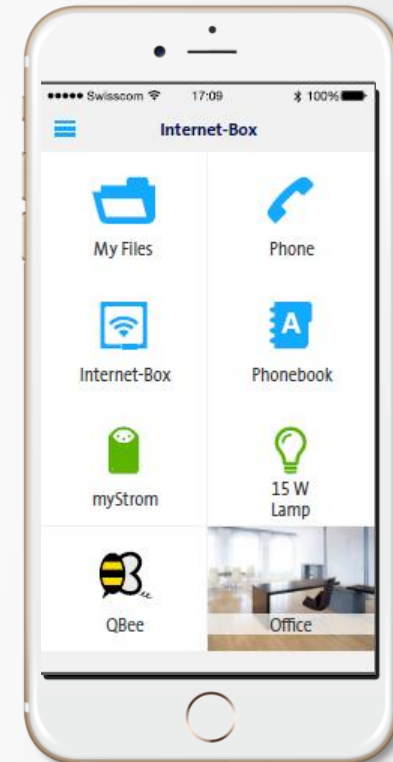 Swisscom 17:09 100%
Internet-Box
My Files Phone
A
Internet-Box Phonebook
myStrom 15 W
Lamp
QBee Office